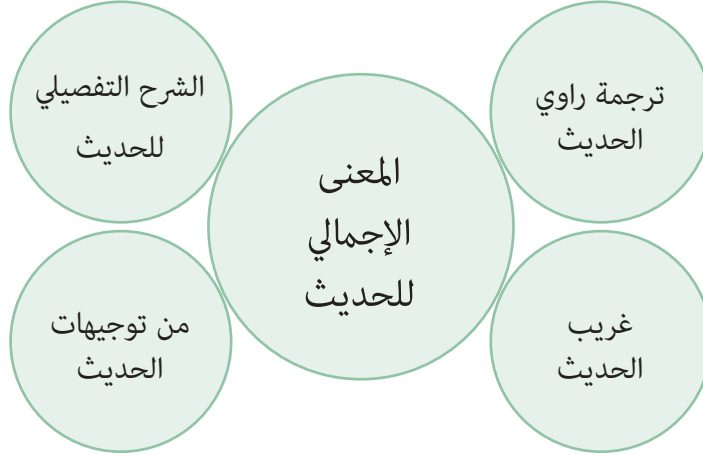 ترجمة راوي
الحديث
غريب
الحديث
المعنى
الإجمالي
للحديث
الشرح التفصيلي
للحديث
من توجيهات
الحديث